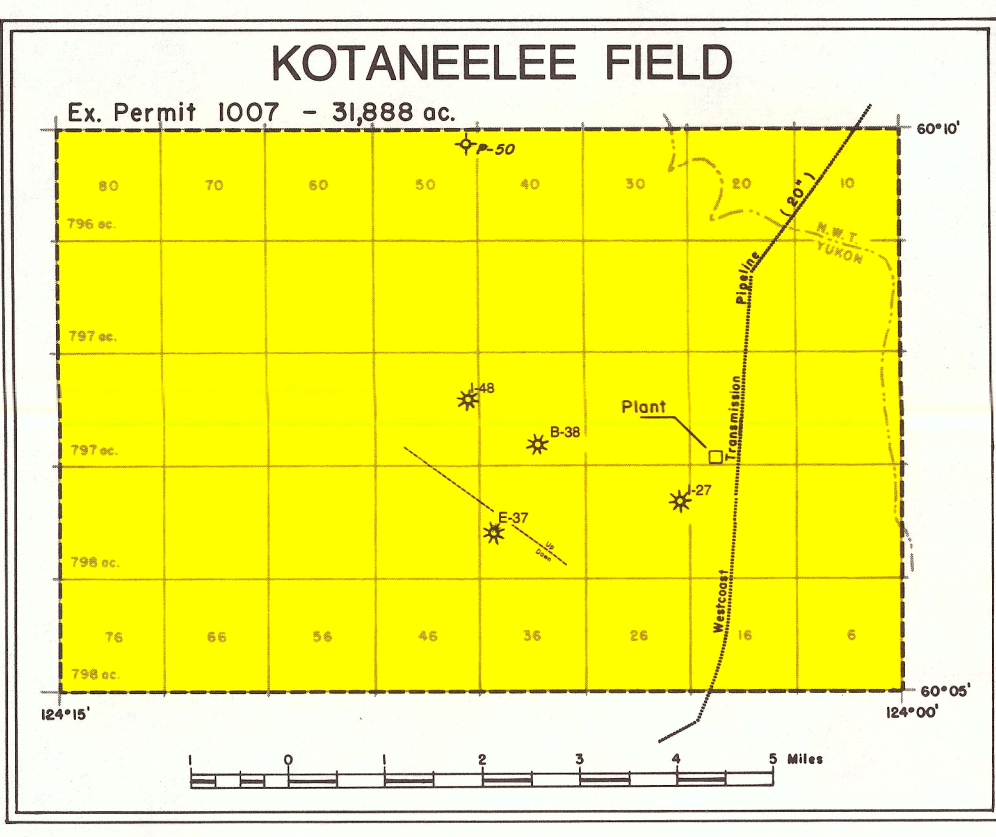 KOTANEELEE FIELD
Ex. Permit 1007 - 31,888 ac.
60°10'
P-50
80 70 60 50 40 30 20 10
(20")
796 ac.
N.W.T.
YUKON
Pipeline
797 ac.
I-48
Transmission
Plant
B-38
797 ac.
I-27
E-37
Up
Down
798 ac.
Westcoast
76 66 56 46 36 26 16 6
798 ac.
60°05'
124°15'
124°00'
1 0 1 2 3 4 5 Miles